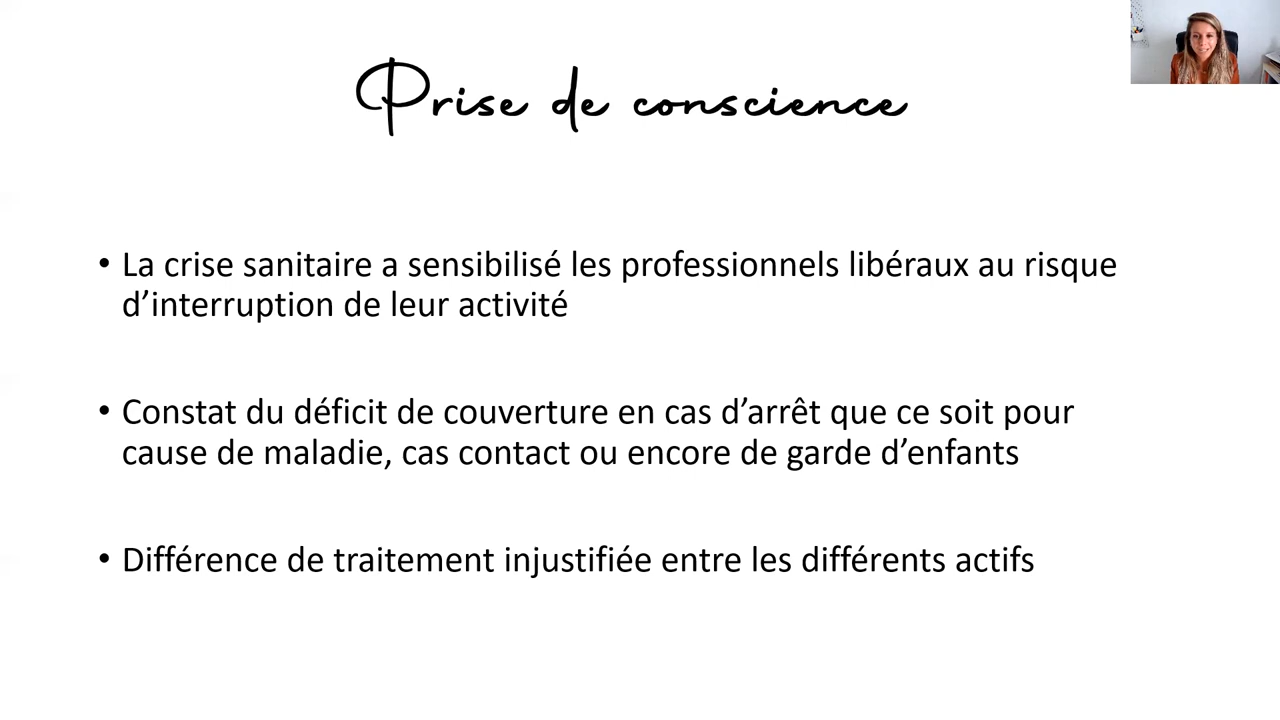 Prise de conscience
• La crise sanitaire a sensibilisé les professionnels libéraux au risque
d’interruption de leur activité
• Constat du déficit de couverture en cas d’arrêt que ce soit pour
cause de maladie, cas contact ou encore de garde d’enfants
• Différence de traitement injustifiée entre les différents actifs